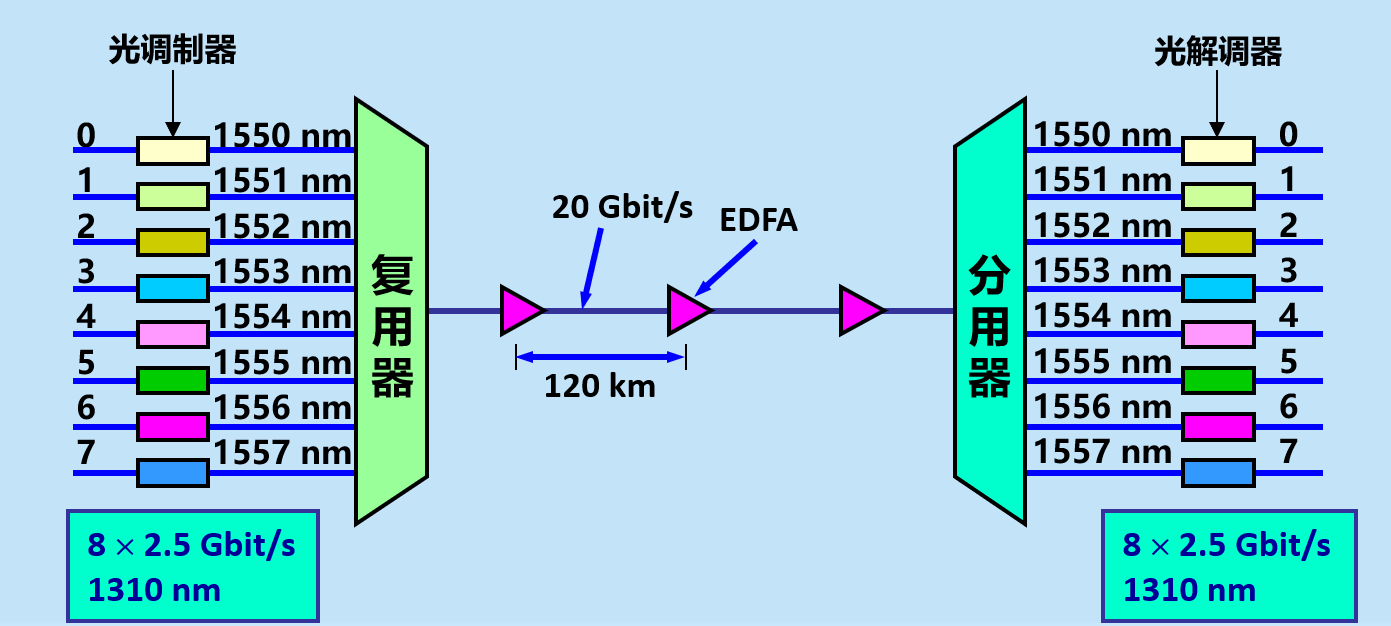 光调制器
光解调器
0 1550 nm
1 1551 nm
2 1552 nm
3 1553 nm
4 1554 nm
5 1555 nm
6 1556 nm
7 1557 nm
复用器
20 Gbit/s
EDFA
120 km
分用器
1550 nm 0
1551 nm 1
1552 nm 2
1553 nm 3
1554 nm 4
1555 nm 5
1556 nm 6
1557 nm 7
8 × 2.5 Gbit/s
1310 nm
8 × 2.5 Gbit/s
1310 nm